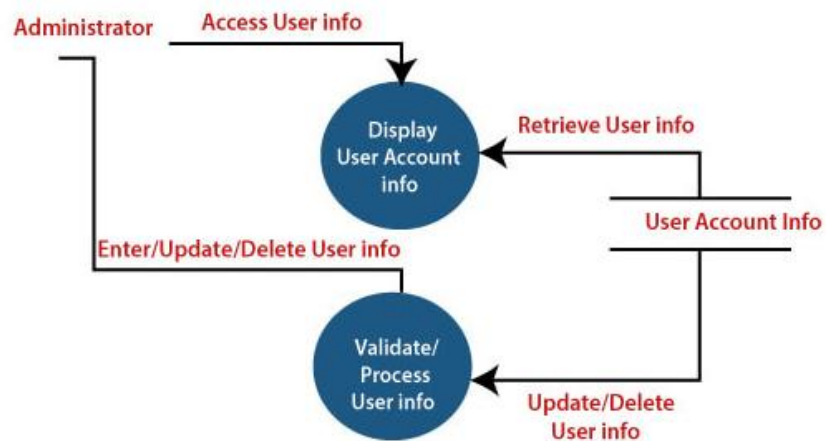 Administrator
Access User info
Display
User Account
info
Retrieve User info
User Account Info
Enter/Update/Delete User info
Validate/
Process
User info
Update/Delete
User info